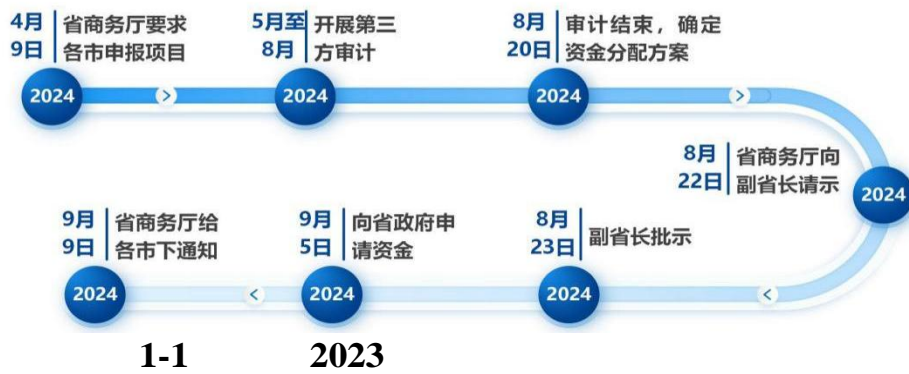 4月
9日
省商务厅要求
各市申报项目
5月至
8月
开展第三
方审计
8月
20日
审计结束，确定
资金分配方案
2024
2024
2024
8月
22日
省商务厅向
副省长请示
2024
8月
23日
副省长批示
9月
5日
向省政府申
请资金
9月
9日
省商务厅给
各市下通知
2024
2024
2024
1-1
2023